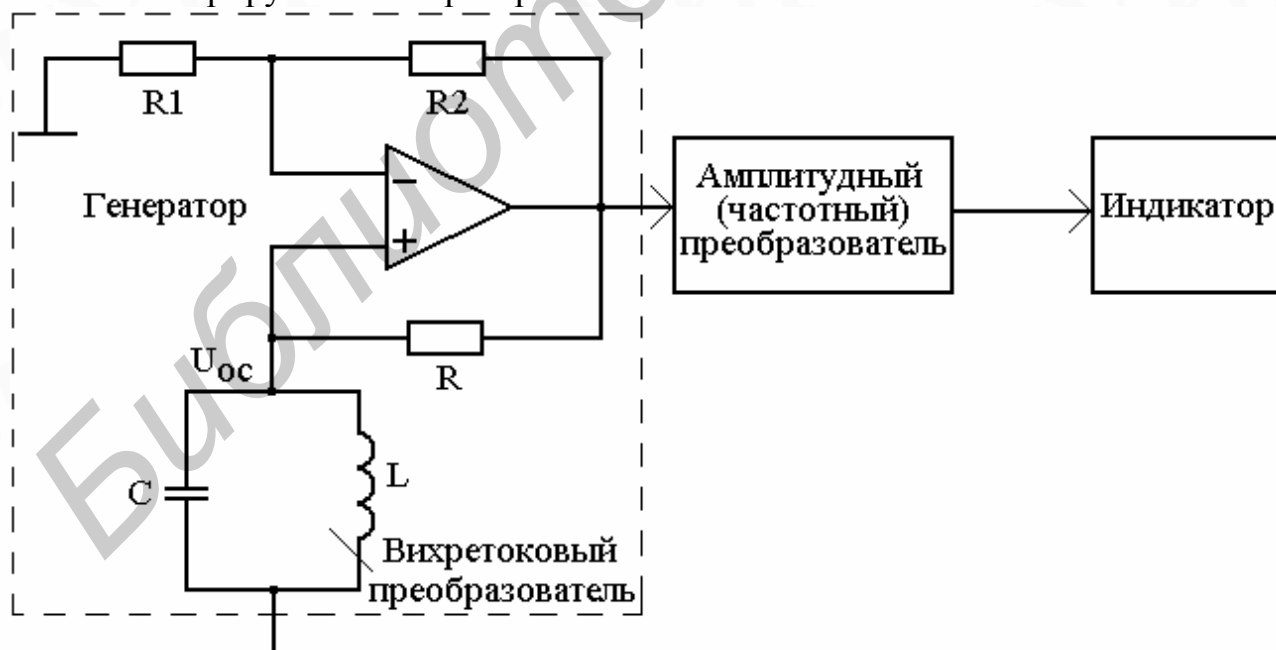 R1
R2
Генератор
−
+
Амплитудный
(частотный)
преобразователь
Индикатор
Uос
R
C
L
Вихретоковый
преобразователь